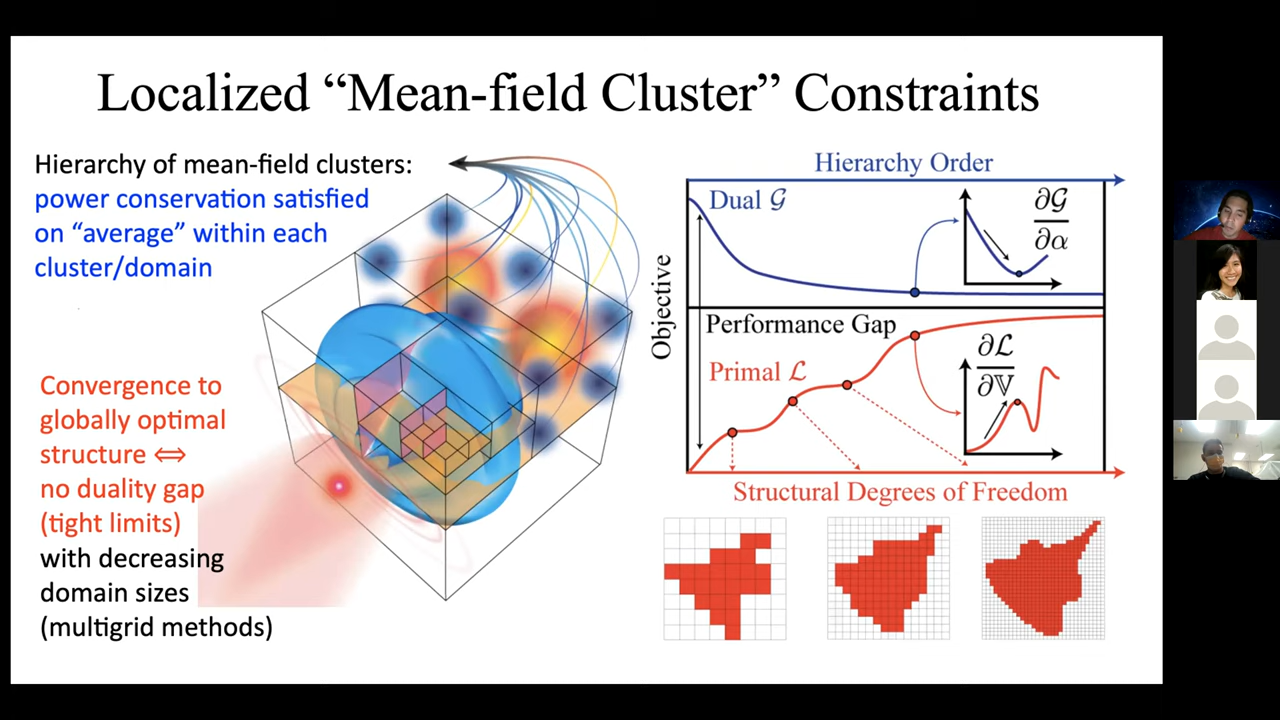 Localized “Mean-field Cluster” Constraints
Hierarchy of mean-field clusters:
power conservation satisfied
on “average” within each
cluster/domain
Convergence to
globally optimal
structure ⟺
no duality gap
(tight limits)
with decreasing
domain sizes
(multigrid methods)
Hierarchy Order
Dual 𝒢
∂𝒢
∂α
Objective
Performance Gap
Primal ℒ
∂ℒ
∂𝕍
Structural Degrees of Freedom